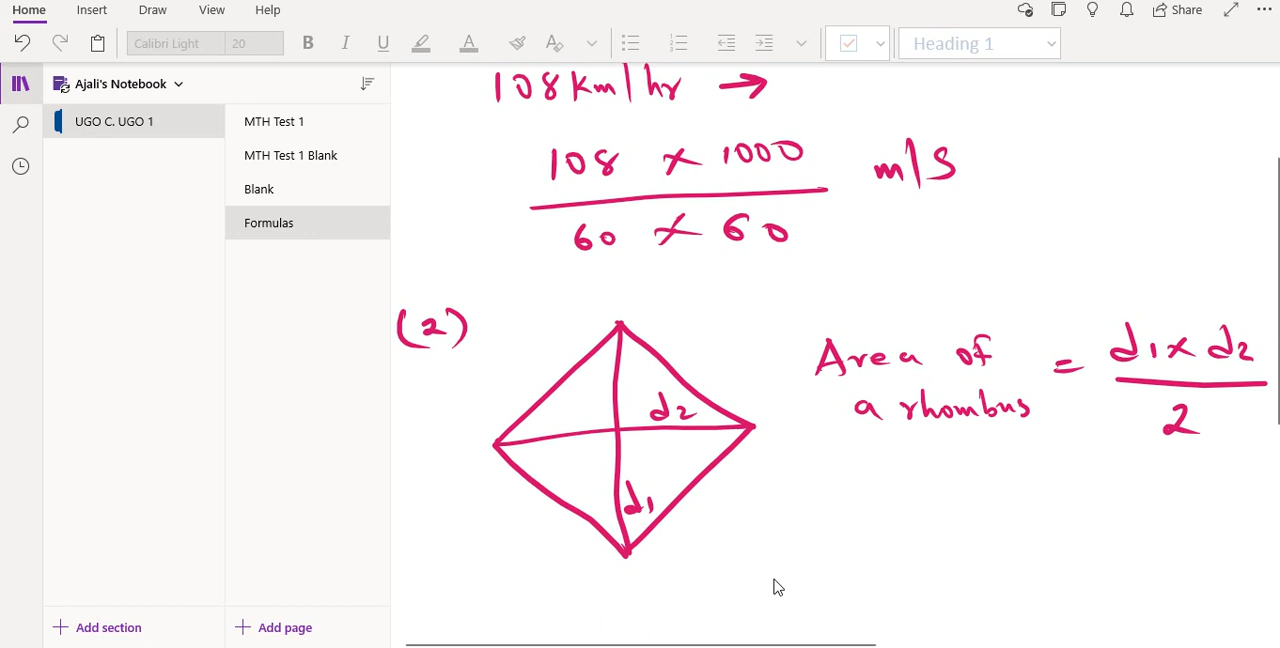 Home Insert Draw View Help
Share
Calibri Light 20 B I U A A Heading 1
Ajali's Notebook
UGO C. UGO 1
MTH Test 1
MTH Test 1 Blank
Blank
Formulas
Add section
Add page
108 Km/hr →
108 x 1000
60 x 60
m/s
(2)
d2
d1
Area of
a rhombus
= d1 x d2
2